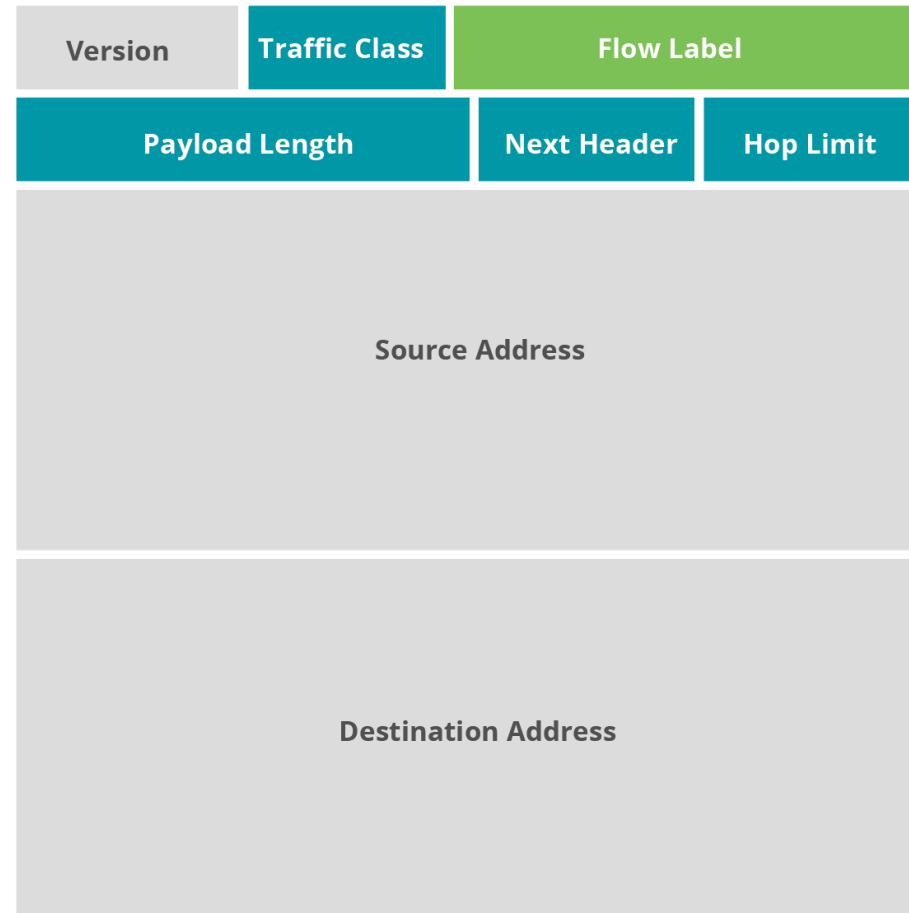 Version
Traffic Class
Flow Label
Payload Length
Next Header
Hop Limit
Source Address
Destination Address